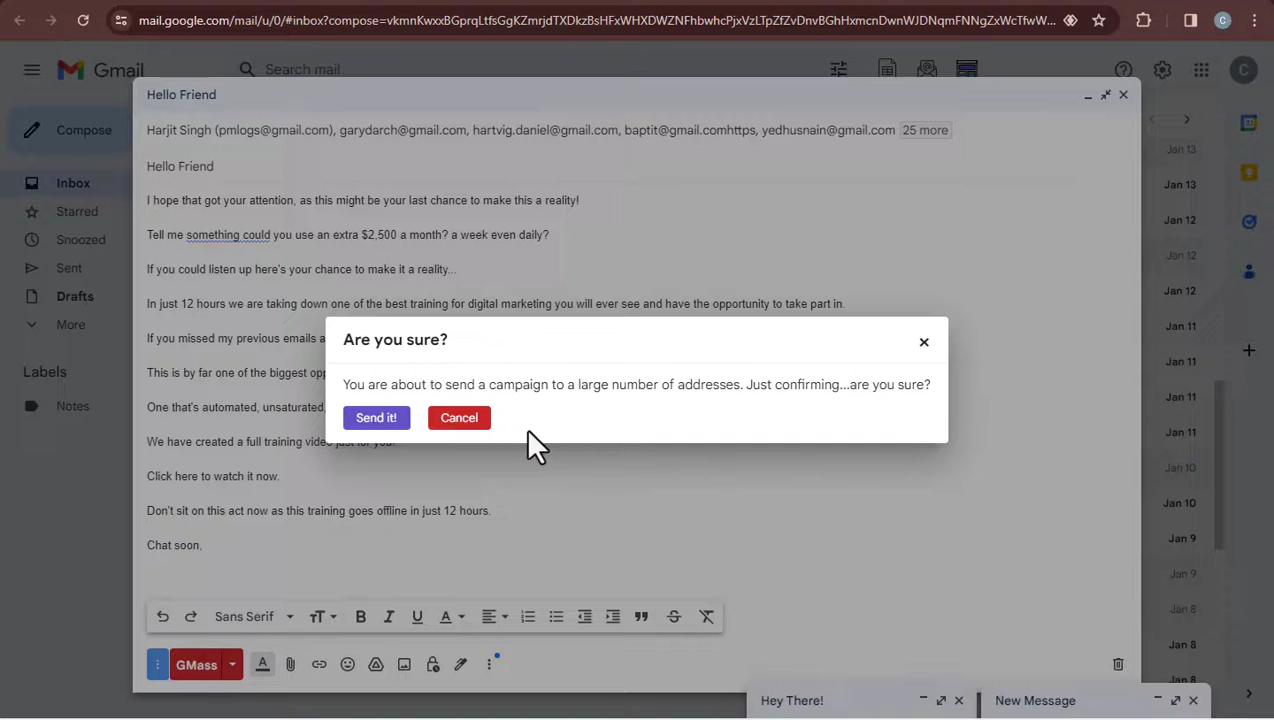 mail.google.com/mail/u/0/#inbox?compose=vkmnKwxxBGprqLtfsGgKZmrjdTXDkzBsHFxWHXDWZNFhbwhcPjxVzLTpZfZvDnvBGhHxmcnDwnWJDNqmFNNgZxWcTfwW...
C
Gmail
Search mail
C
Compose
Inbox
Starred
Snoozed
Sent
Drafts
More
Labels
Notes
Hello Friend
Harjit Singh (pmlogs@gmail.com), garydarch@gmail.com, hartvig.daniel@gmail.com, baptit@gmail.comhttps, yedhusnain@gmail.com 25 more
Hello Friend
I hope that got your attention, as this might be your last chance to make this a reality!
Tell me something could you use an extra $2,500 a month? a week even daily?
If you could listen up here's your chance to make it a reality...
In just 12 hours we are taking down one of the best training for digital marketing you will ever see and have the opportunity to take part in.
If you missed my previous emails a
This is by far one of the biggest opp
One that's automated, unsaturated,
We have created a full training video just for you!
Click here to watch it now.
Don't sit on this act now as this training goes offline in just 12 hours.
Chat soon,
Are you sure?
You are about to send a campaign to a large number of addresses. Just confirming...are you sure?
Send it!
Cancel
Sans Serif
GMass
Hey There!
New Message
Jan 13
Jan 13
Jan 12
Jan 12
Jan 12
Jan 11
Jan 11
Jan 11
Jan 11
Jan 10
Jan 10
Jan 9
Jan 9
Jan 8
Jan 8
Jan 8